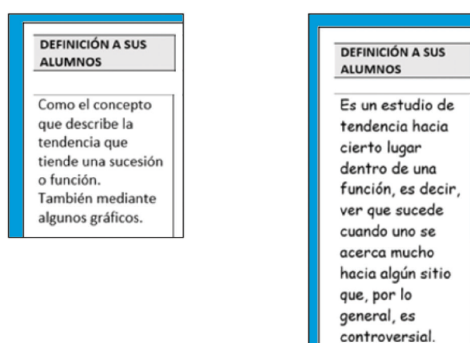 DEFINICIÓN A SUS
ALUMNOS
Como el concepto
que describe la
tendencia que
tiende una sucesión
o función.
También mediante
algunos gráficos.
DEFINICIÓN A SUS
ALUMNOS
Es un estudio de
tendencia hacia
cierto lugar
dentro de una
función, es decir,
ver que sucede
cuando uno se
acerca mucho
hacia algún sitio
que, por lo
general, es
controversial.